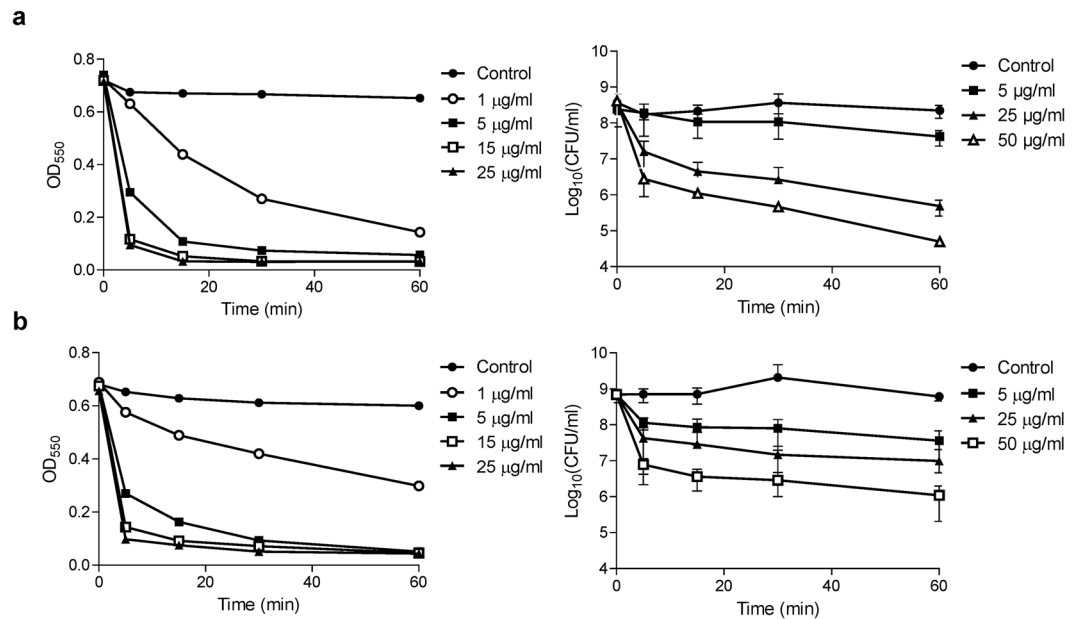 a
0.8
0.6
0.4
0.2
0.0
OD550
0
20
40
60
Time (min)
Control
1 μg/ml
5 μg/ml
15 μg/ml
25 μg/ml
10
9
8
7
6
5
4
Log10(CFU/ml)
0
20
40
60
Time (min)
Control
5 μg/ml
25 μg/ml
50 μg/ml
b
0.8
0.6
0.4
0.2
0.0
OD550
0
20
40
60
Time (min)
Control
1 μg/ml
5 μg/ml
15 μg/ml
25 μg/ml
10
9
8
7
6
5
4
Log10(CFU/ml)
0
20
40
60
Time (min)
Control
5 μg/ml
25 μg/ml
50 μg/ml